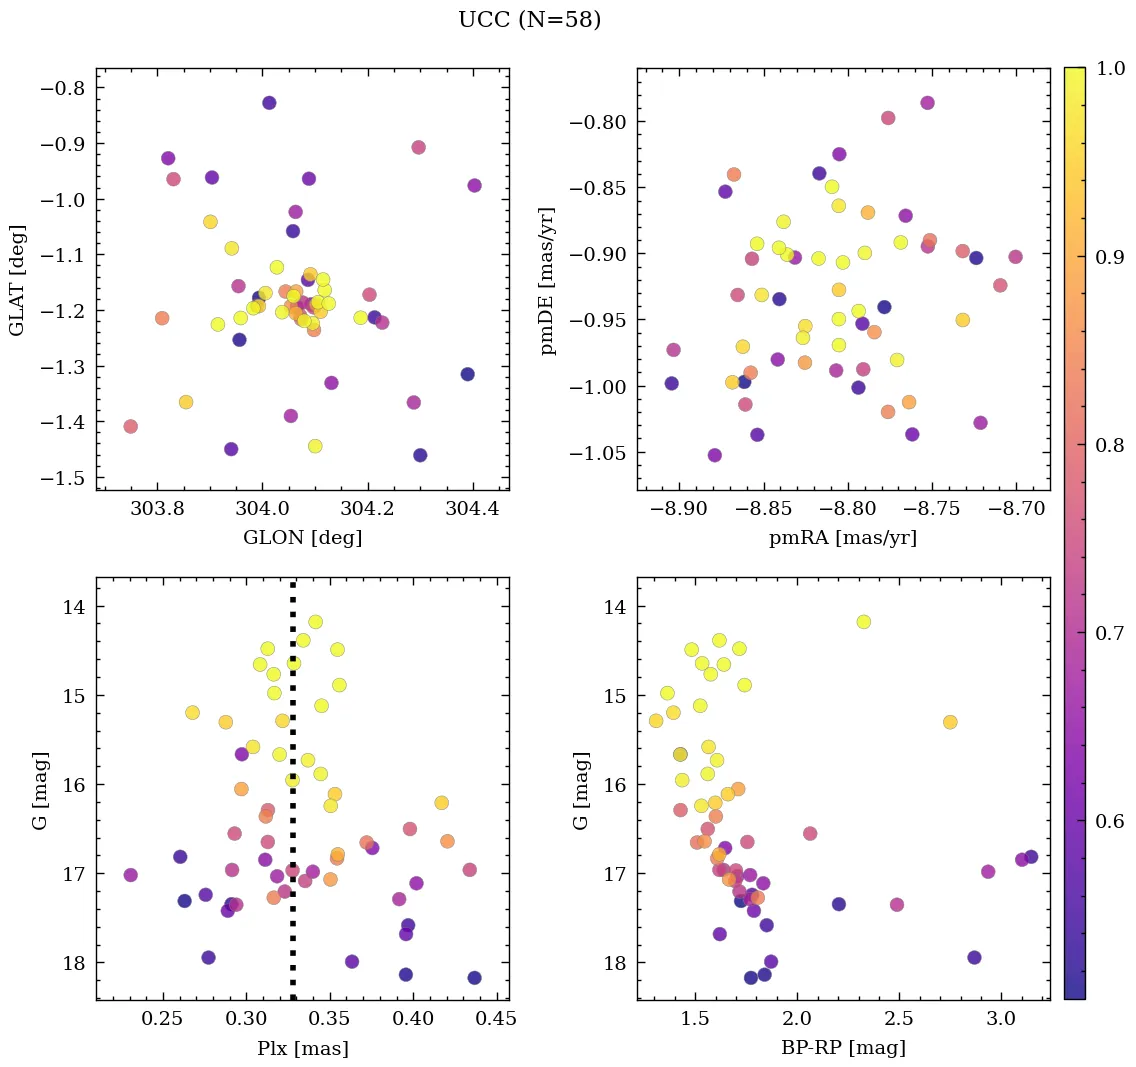 UCC (N=58)
−0.8
−0.9
−1.0
−1.1
−1.2
−1.3
−1.4
−1.5
GLAT [deg]
303.8 304.0 304.2 304.4
GLON [deg]
−0.80
−0.85
−0.90
−0.95
−1.00
−1.05
pmDE [mas/yr]
−8.90 −8.85 −8.80 −8.75 −8.70
pmRA [mas/yr]
1.0
0.9
0.8
0.7
0.6
14
15
16
17
18
G [mag]
0.25 0.30 0.35 0.40 0.45
Plx [mas]
14
15
16
17
18
G [mag]
1.5 2.0 2.5 3.0
BP-RP [mag]